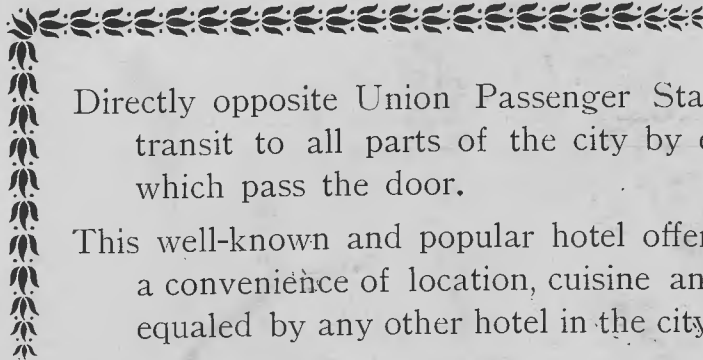 Directly opposite Union Passenger Sta
transit to all parts of the city by
which pass the door.
This well-known and popular hotel offer
a convenience of location, cuisine an
equaled by any other hotel in the city